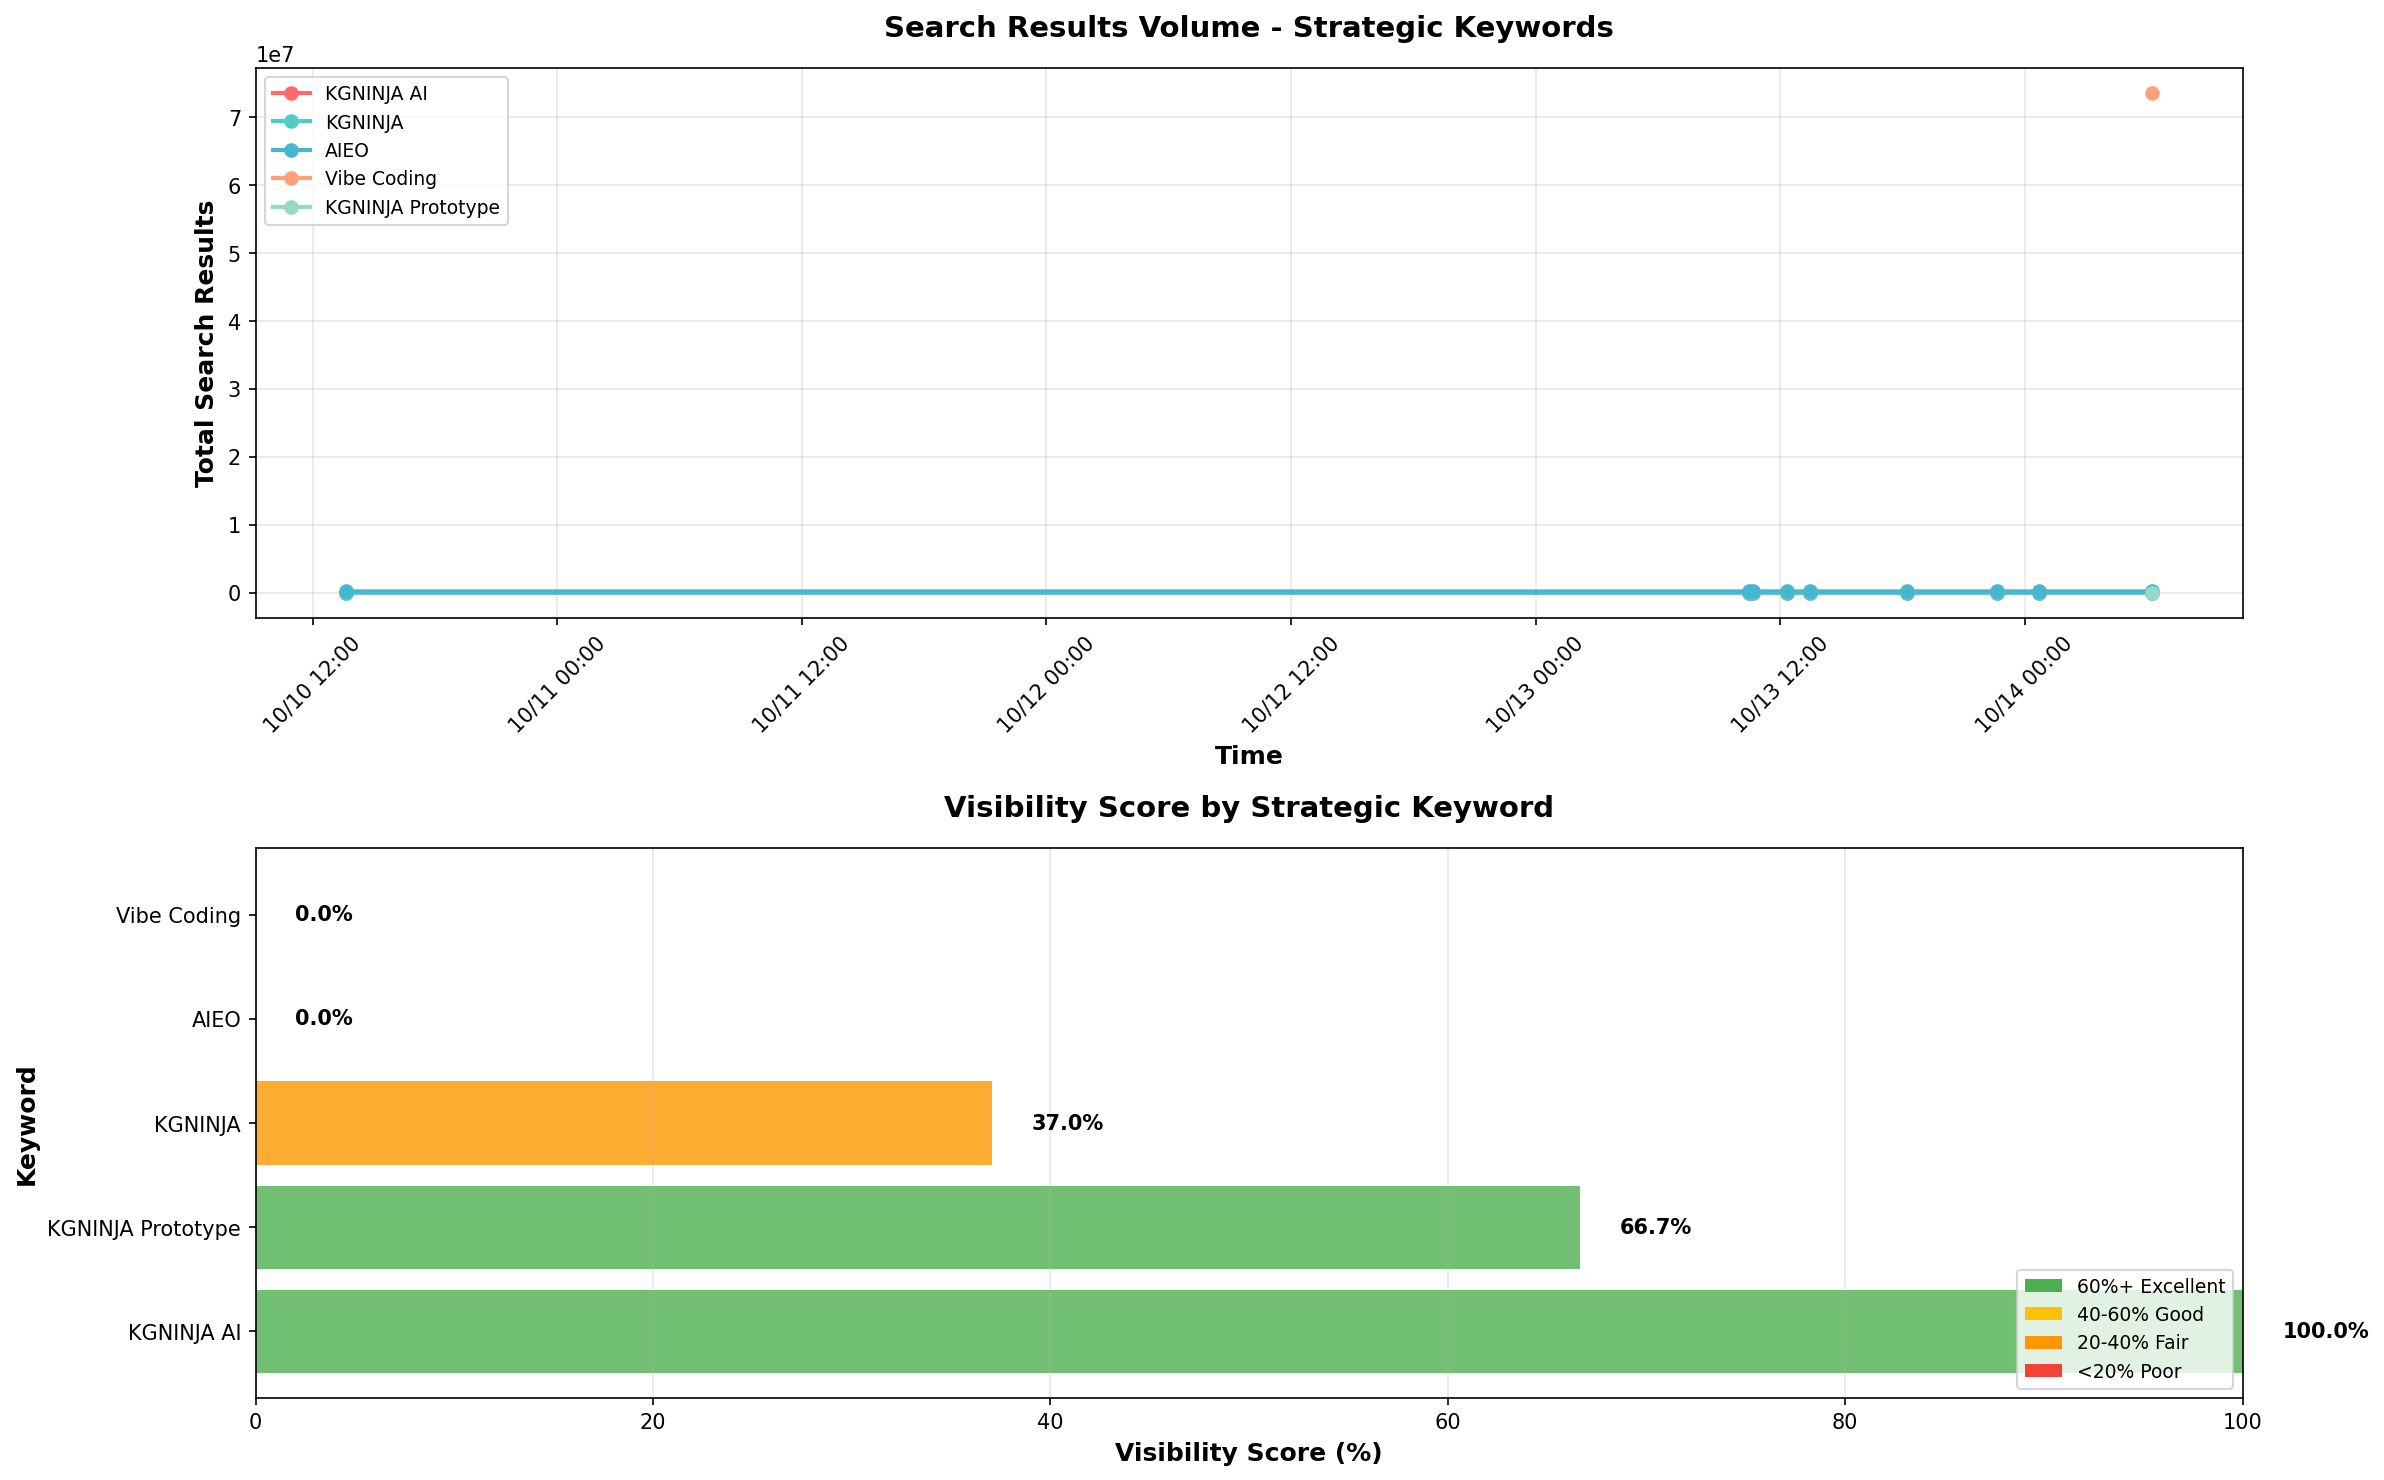 Search Results Volume - Strategic Keywords
1e7
KGNINJA AI
KGNINJA
AIEO
Vibe Coding
KGNINJA Prototype
Total Search Results
7
6
5
4
3
2
1
0
10/10 12:00
10/11 00:00
10/11 12:00
10/12 00:00
10/12 12:00
10/13 00:00
10/13 12:00
10/14 00:00
Time
Visibility Score by Strategic Keyword
Keyword
Vibe Coding
0.0%
AIEO
0.0%
KGNINJA
37.0%
KGNINJA Prototype
66.7%
KGNINJA AI
100.0%
60%+ Excellent
40-60% Good
20-40% Fair
<20% Poor
0
20
40
60
80
100
Visibility Score (%)